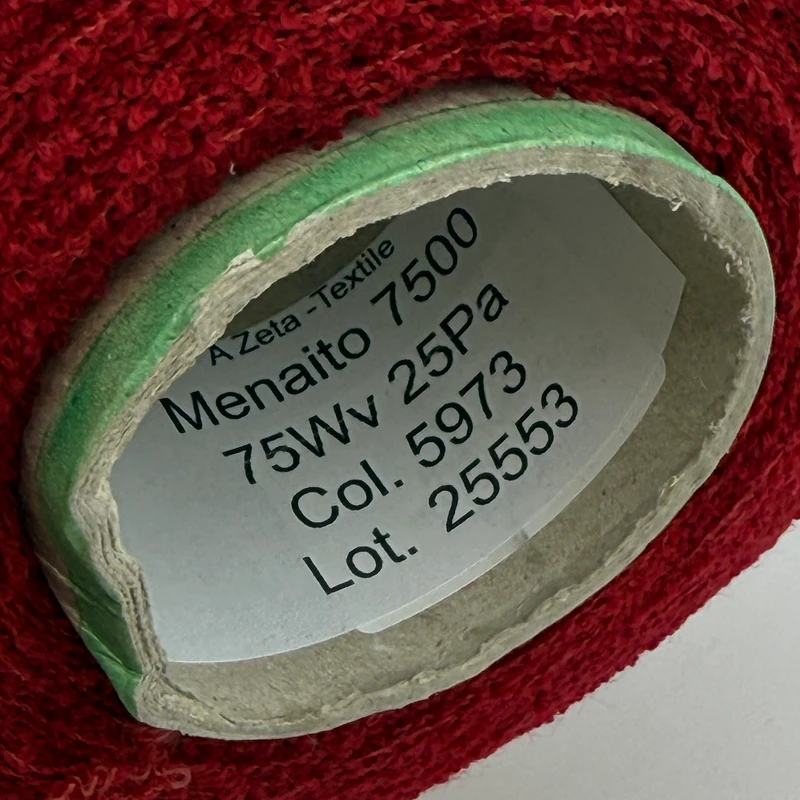 A Zeta -Textile
Menaito 7500
75Wv 25Pa
Col. 5973
Lot. 25553